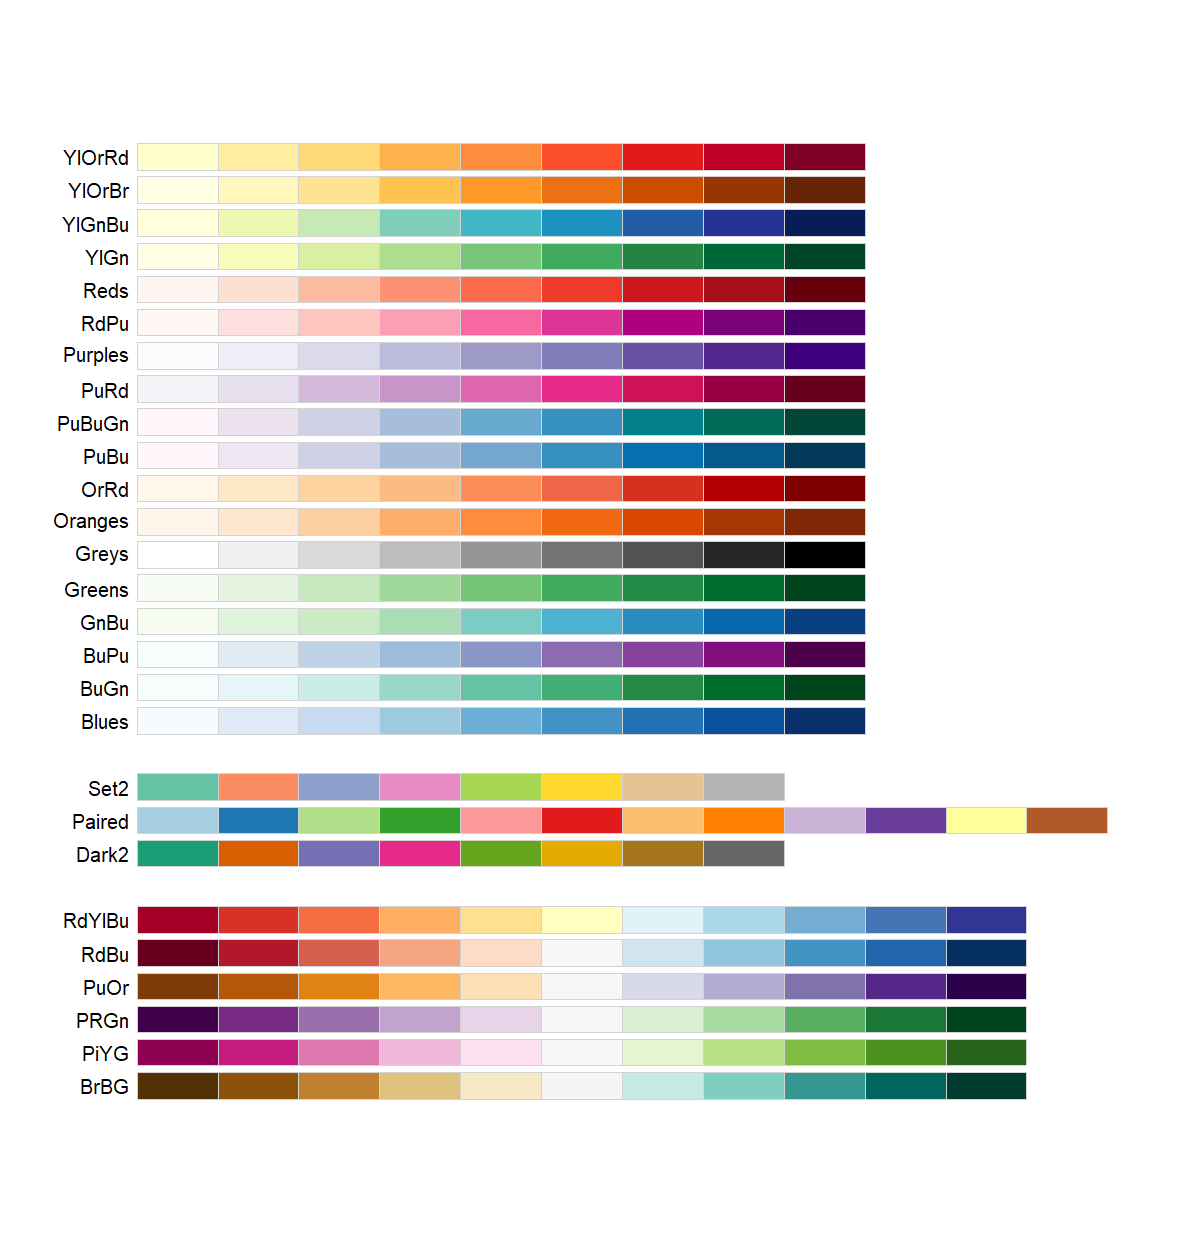 YlOrRd
YlOrBr
YlGnBu
YlGn
Reds
RdPu
Purples
PuRd
PuBuGn
PuBu
OrRd
Oranges
Greys
Greens
GnBu
BuPu
BuGn
Blues
Set2
Paired
Dark2
RdYlBu
RdBu
PuOr
PRGn
PiYG
BrBG